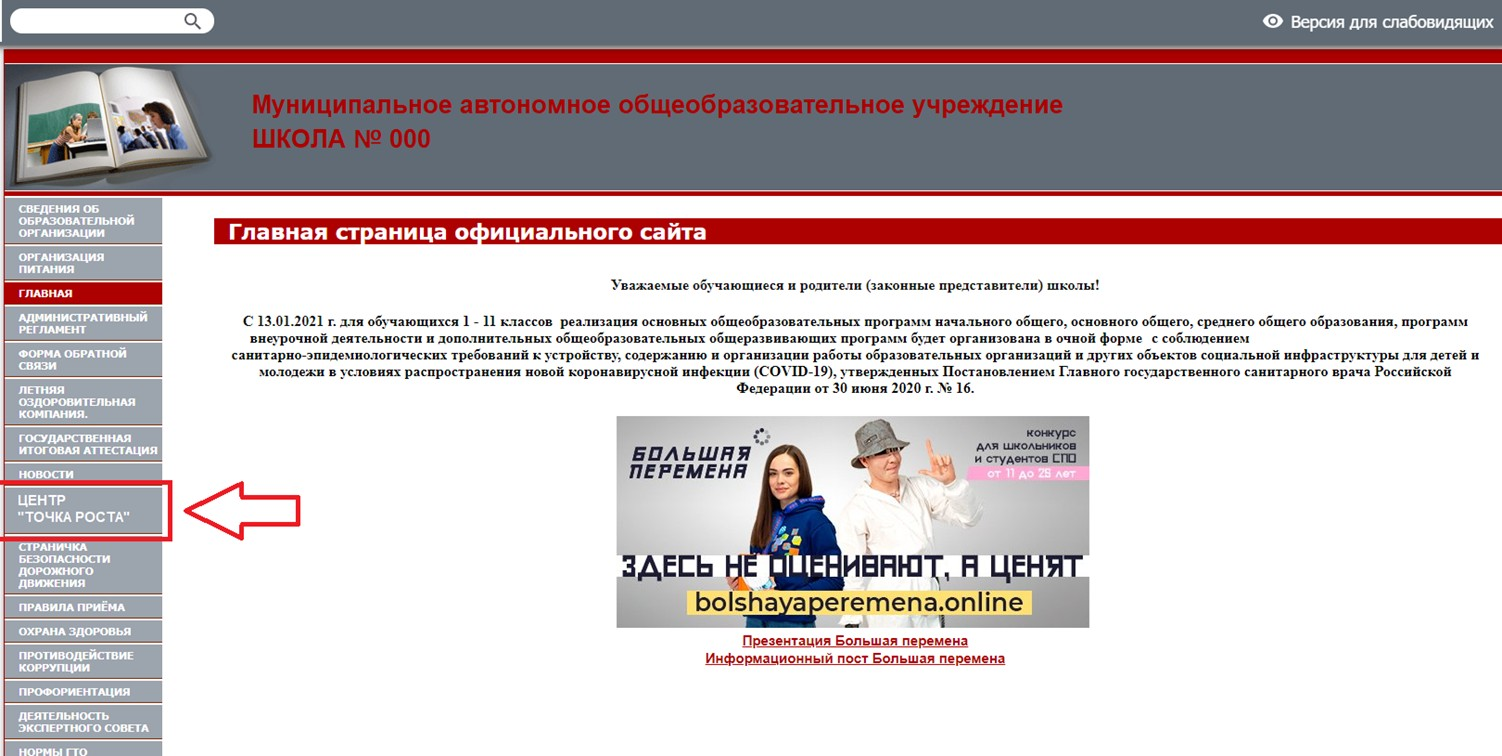 Версия для слабовидящих
Муниципальное автономное общеобразовательное учреждение
ШКОЛА № 000
СВЕДЕНИЯ ОБ
ОБРАЗОВАТЕЛЬНОЙ
ОРГАНИЗАЦИИ
ОРГАНИЗАЦИЯ
ПИТАНИЯ
ГЛАВНАЯ
АДМИНИСТРАТИВНЫЙ
РЕГЛАМЕНТ
ФОРМА ОБРАТНОЙ
СВЯЗИ
ЛЕТНЯЯ
ОЗДОРОВИТЕЛЬНАЯ
КОМПАНИЯ.
ГОСУДАРСТВЕННАЯ
ИТОГОВАЯ АТТЕСТАЦИЯ
НОВОСТИ
ЦЕНТР
"ТОЧКА РОСТА"
СТРАНИЧКА
БЕЗОПАСНОСТИ
ДОРОЖНОГО
ДВИЖЕНИЯ
ПРАВИЛА ПРИЁМА
ОХРАНА ЗДОРОВЬЯ
ПРОТИВОДЕЙСТВИЕ
КОРРУПЦИИ
ПРОФОРИЕНТАЦИЯ
ДЕЯТЕЛЬНОСТЬ
ЭКСПЕРТНОГО СОВЕТА
НОРМЫ ГТО
Главная страница официального сайта
Уважаемые обучающиеся и родители (законные представители) школы!
С 13.01.2021 г. для обучающихся 1 - 11 классов реализация основных общеобразовательных программ начального общего, основного общего, среднего общего образования, программ
внеурочной деятельности и дополнительных общеобразовательных общеразвивающих программ будет организована в очной форме с соблюдением
санитарно-эпидемиологических требований к устройству, содержанию и организации работы образовательных организаций и других объектов социальной инфраструктуры для детей и
молодежи в условиях распространения новой коронавирусной инфекции (COVID-19), утвержденных Постановлением Главного государственного санитарного врача Российской
Федерации от 30 июня 2020 г. № 16.
БОЛЬШАЯ
ПЕРЕМЕНА
конкурс
для школьников
и студентов СПО
от 11 до 25 лет
ЗДЕСЬ НЕ ОЦЕНИВАЮТ, А ЦЕНЯТ
bolshayaperemena.online
Презентация Большая перемена
Информационный пост Большая перемена